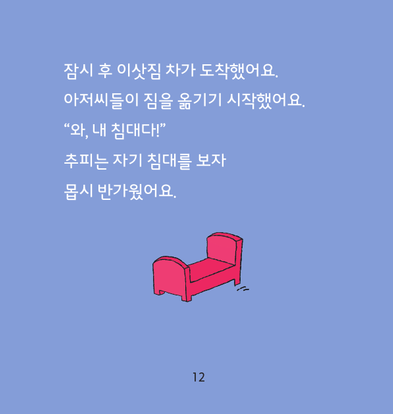 잠시 후 이삿짐 차가 도착했어요.
아저씨들이 짐을 옮기기 시작했어요.
“와, 내 침대다!”
추피는 자기 침대를 보자
몹시 반가웠어요.
12